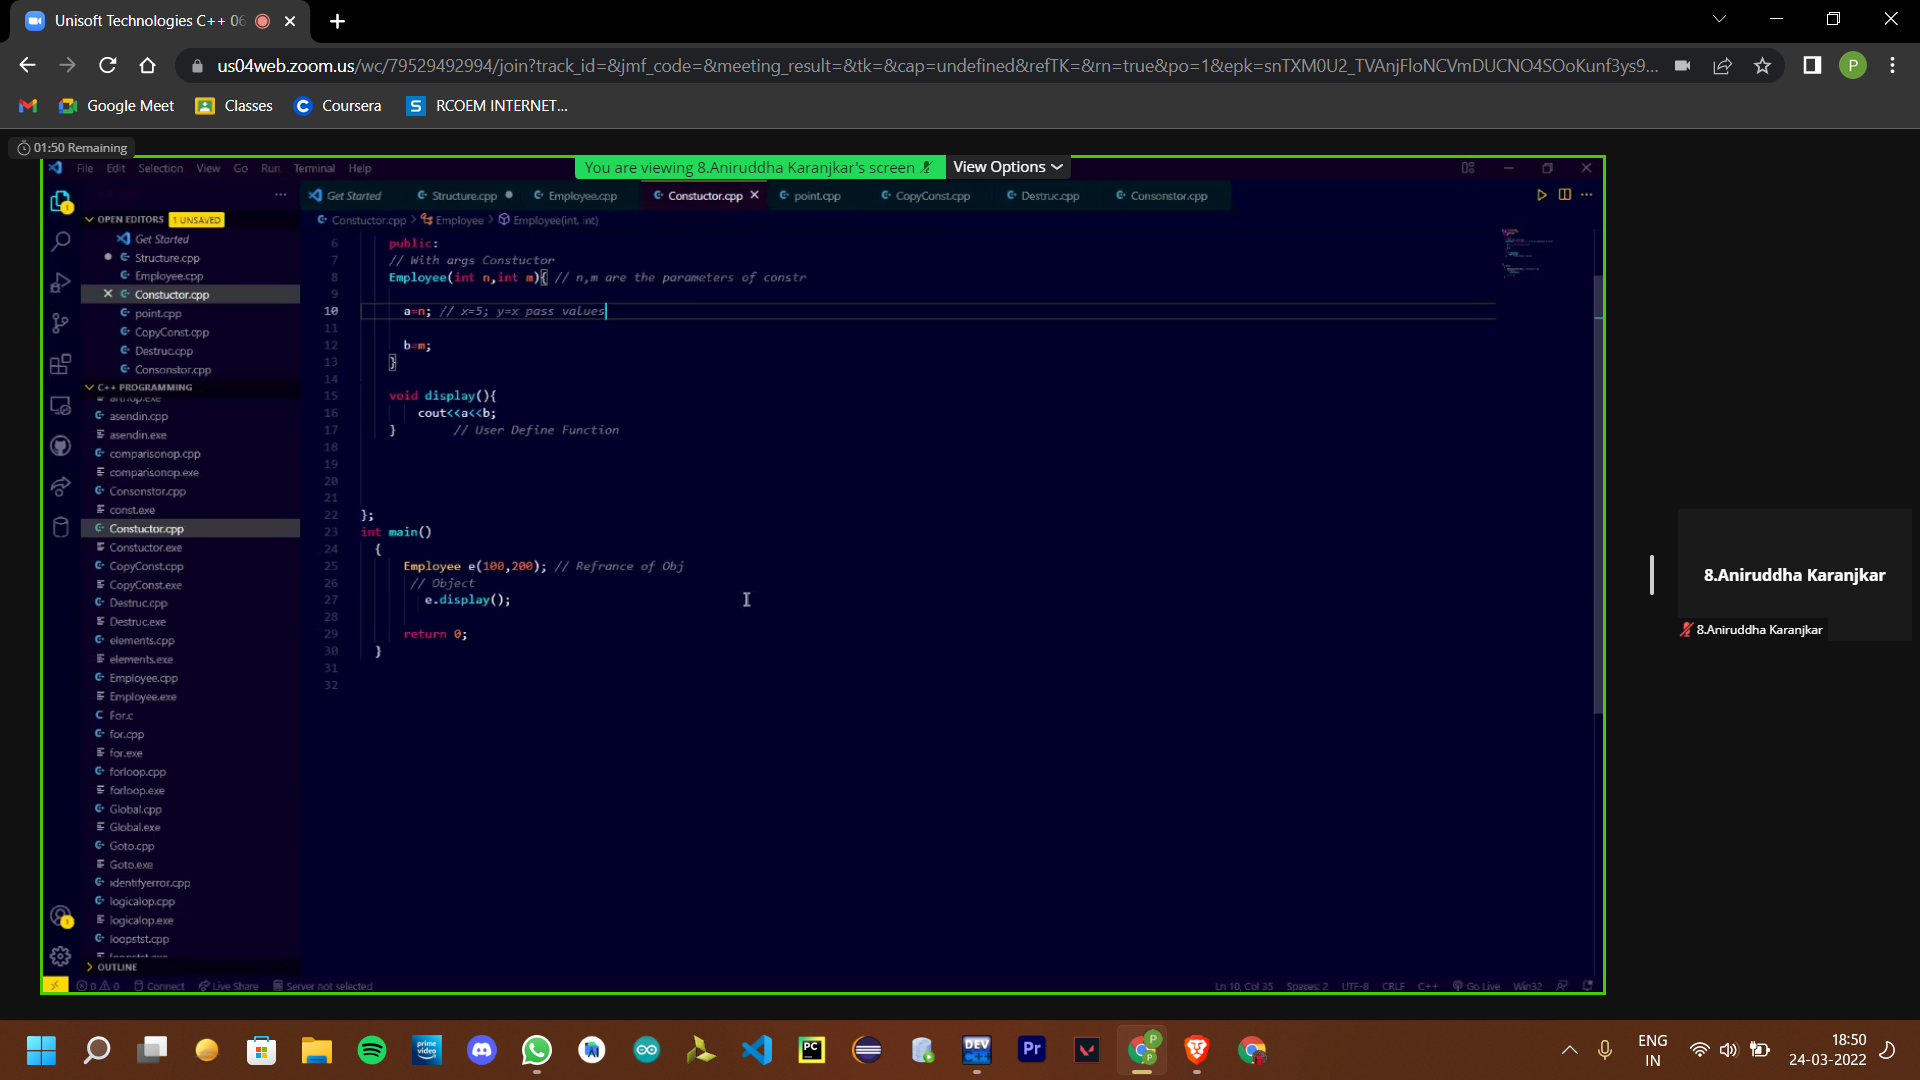 Unisoft Technologies C++ 06
us04web.zoom.us/wc/79529492994/join?track_id=&jmf_code=&meeting_result=&tk=&cap=undefined&refTK=&rn=true&po=1&epk=snTXM0U2_TVAnjFloNCVmDUCNO4SOoKunf3ys9...
P
Google Meet
Classes
Coursera
RCOEM INTERNET...
01:50 Remaining
File Edit Selection View Go Run Terminal Help
You are viewing 8.Aniruddha Karanjkar's screen
View Options
OPEN EDITORS
1 UNSAVED
Get Started
Structure.cpp
Employee.cpp
Constuctor.cpp
point.cpp
CopyConst.cpp
Destruc.cpp
Consonstor.cpp
C++ PROGRAMMING
asendin.cpp
asendin.exe
comparisonop.cpp
comparisonop.exe
Consonstor.cpp
const.exe
Constuctor.cpp
Constuctor.exe
CopyConst.cpp
CopyConst.exe
Destruc.cpp
Destruc.exe
elements.cpp
elements.exe
Employee.cpp
Employee.exe
For.c
for.cpp
for.exe
forloop.cpp
forloop.exe
Global.cpp
Global.exe
Goto.cpp
Goto.exe
identifyerror.cpp
logicalop.cpp
logicalop.exe
loopstst.cpp
OUTLINE
Get Started Structure.cpp Employee.cpp Constuctor.cpp point.cpp CopyConst.cpp Destruc.cpp Consonstor.cpp
Constuctor.cpp > Employee > Employee(int, int)
6 public:
7 // With args Constuctor
8 Employee(int n,int m){ // n,m are the parameters of constr
9
10 a=n; // x=5; y=x pass values
11
12 b=m;
13 }
14
15 void display(){
16 cout<<a<<b;
17 } // User Define Function
18
19
20
21
22 };
23 int main()
24 {
25 Employee e(100,200); // Refrance of Obj
26 // Object
27 e.display();
28
29 return 0;
30 }
31
32
0 0 Connect Live Share Server not selected
Ln 10, Col 35 Spaces: 2 UTF-8 CRLF C++ Go Live Win32
8.Aniruddha Karanjkar
8.Aniruddha Karanjkar
prime video
PC
DEV
Pr
ENG
IN
18:50
24-03-2022